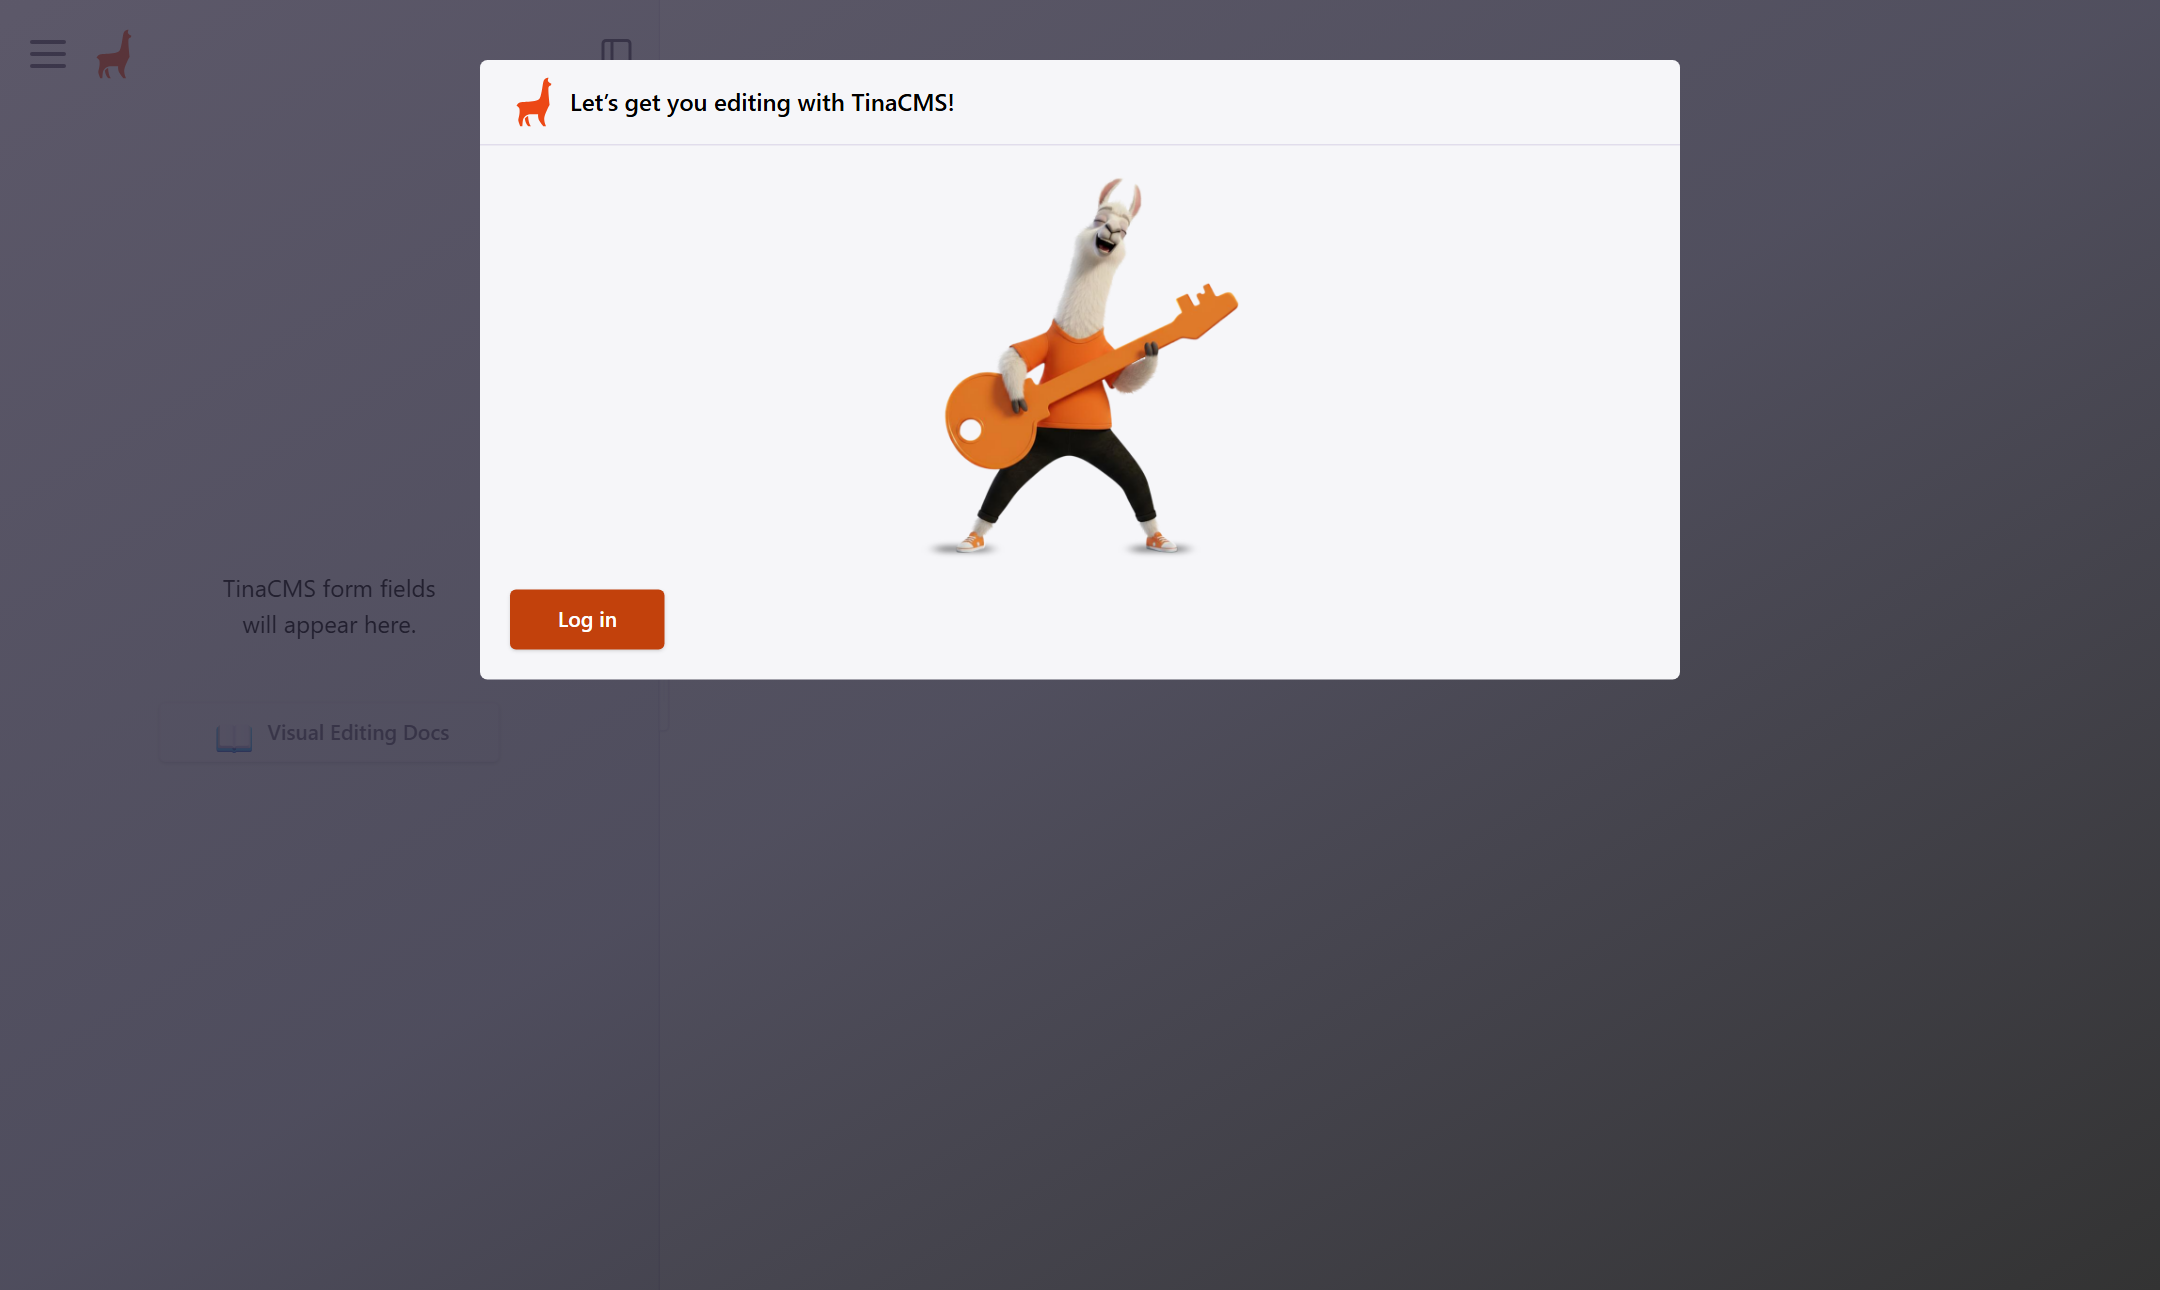 Let’s get you editing with TinaCMS!
Log in
TinaCMS form fields
will appear here.
Visual Editing Docs